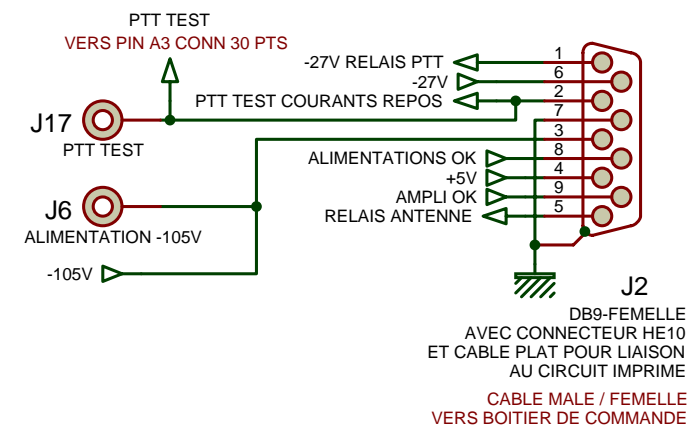 PTT TEST
VERS PIN A3 CONN 30 PTS
J17
PTT TEST
J6
ALIMENTATION -105V
-105V
-27V RELAIS PTT
-27V
PTT TEST COURANTS REPOS
ALIMENTATIONS OK
+5V
AMPLI OK
RELAIS ANTENNE
1
6
2
7
3
8
4
9
5
J2
DB9-FEMELLE
AVEC CONNECTEUR HE10
ET CABLE PLAT POUR LIAISON
AU CIRCUIT IMPRIME
CABLE MALE / FEMELLE
VERS BOITIER DE COMMANDE